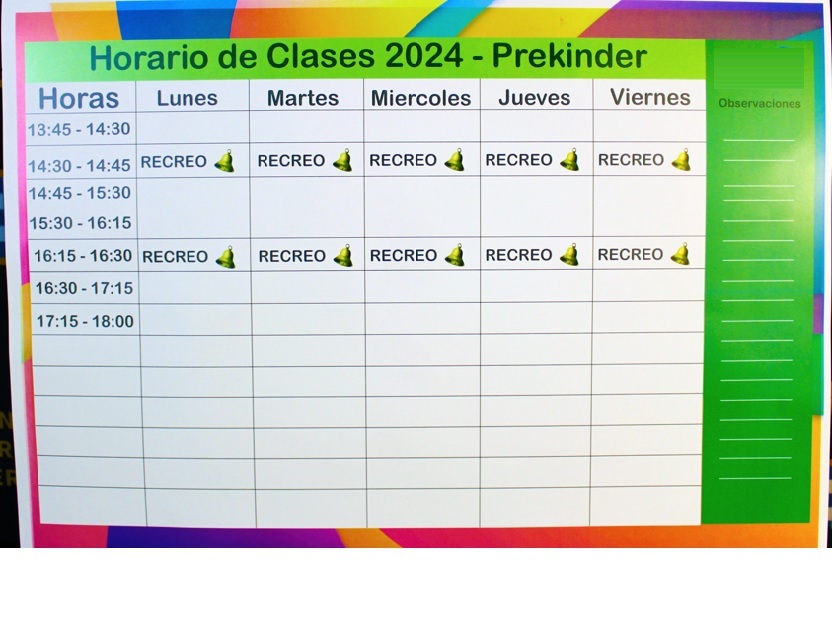 Horario de Clases 2024 - Prekinder
Horas Lunes Martes Miercoles Jueves Viernes Observaciones
13:45 - 14:30
14:30 - 14:45 RECREO RECREO RECREO RECREO RECREO
14:45 - 15:30
15:30 - 16:15
16:15 - 16:30 RECREO RECREO RECREO RECREO RECREO
16:30 - 17:15
17:15 - 18:00